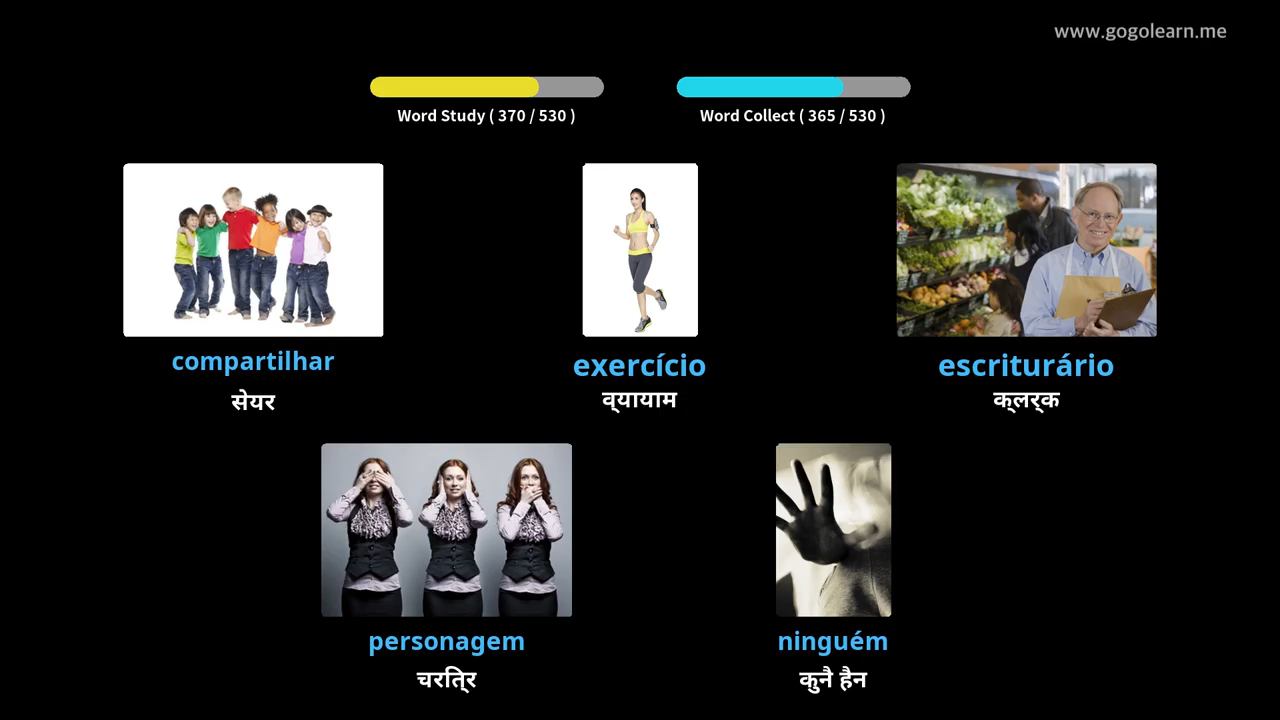 www.gogolearn.me
Word Study ( 370 / 530 )
Word Collect ( 365 / 530 )
compartilhar
सेयर
exercício
व्यायाम
escriturário
क्लर्क
personagem
चरित्र
ninguém
कुनै हैन